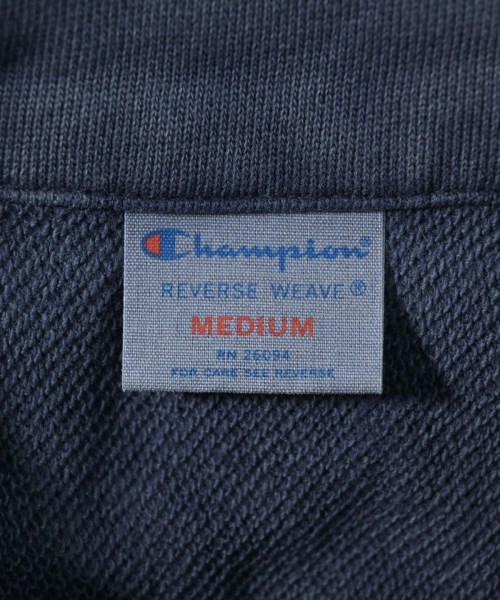 Champion®
REVERSE WEAVE®
MEDIUM
RN 26094
FOR CARE SEE REVERSE